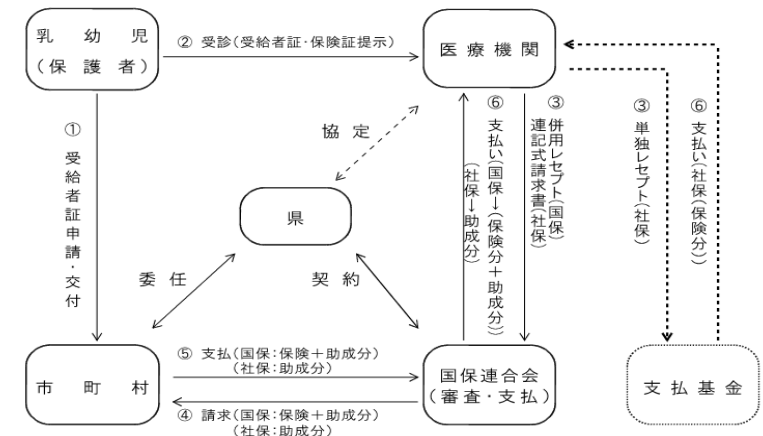 乳幼児
(保護者)
② 受診(受給者証・保険証提示)
医療機関
① 受給者証申請・交付
協定
県
委任
契約
⑥ 支払い(国保→(保険分+助成分))
(社保→助成分)
③ 併用レセプト(国保)
連記式請求書(社保)
③ 単独レセプト(社保)
⑥ 支払い(社保(保険分))
市町村
⑤ 支払(国保:保険+助成分)
(社保:助成分)
④ 請求(国保:保険+助成分)
(社保:助成分)
国保連合会
(審査・支払)
支払基金